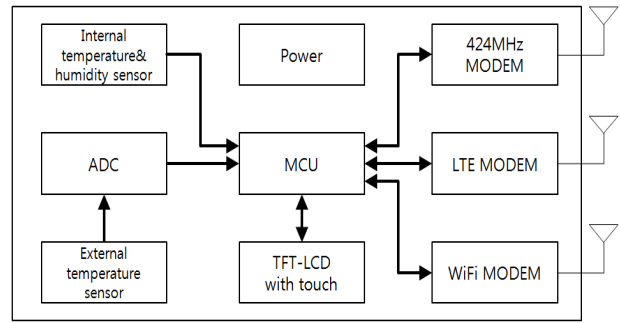 Internal
temperature&
humidity sensor
Power
424MHz
MODEM
ADC
MCU
LTE MODEM
External
temperature
sensor
TFT-LCD
with touch
WiFi MODEM